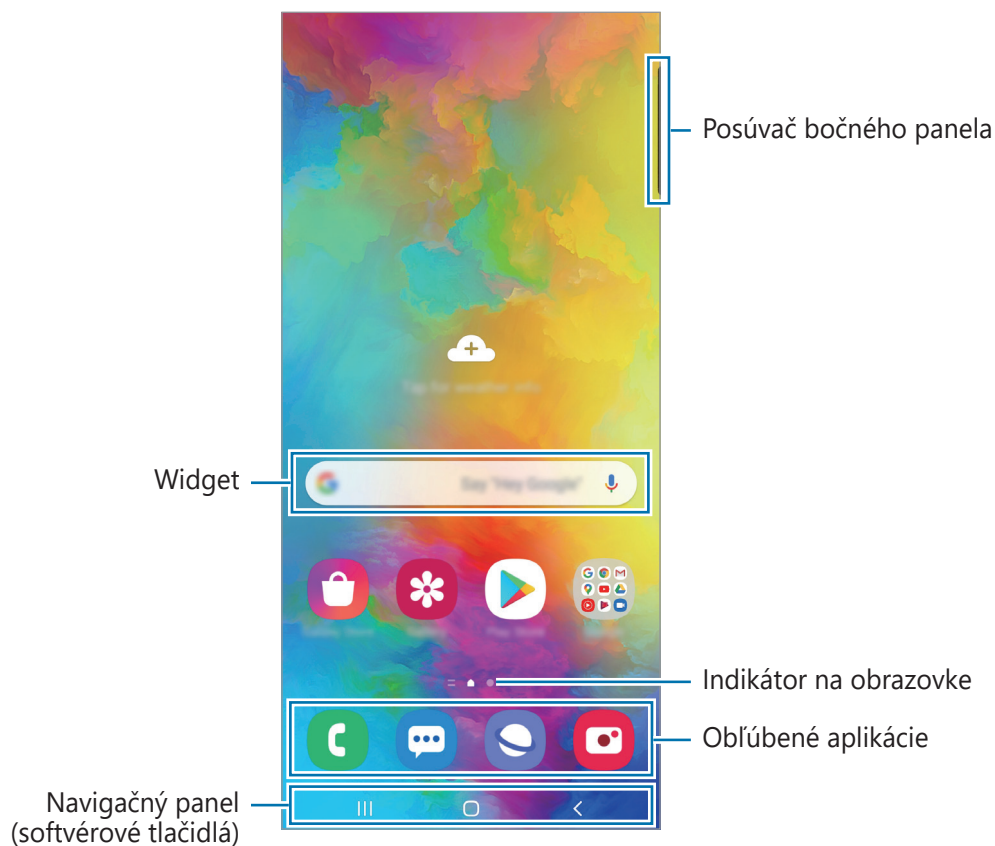 Posúvač bočného panela
Widget
Indikátor na obrazovke
Obľúbené aplikácie
Navigačný panel
(softvérové tlačidlá)